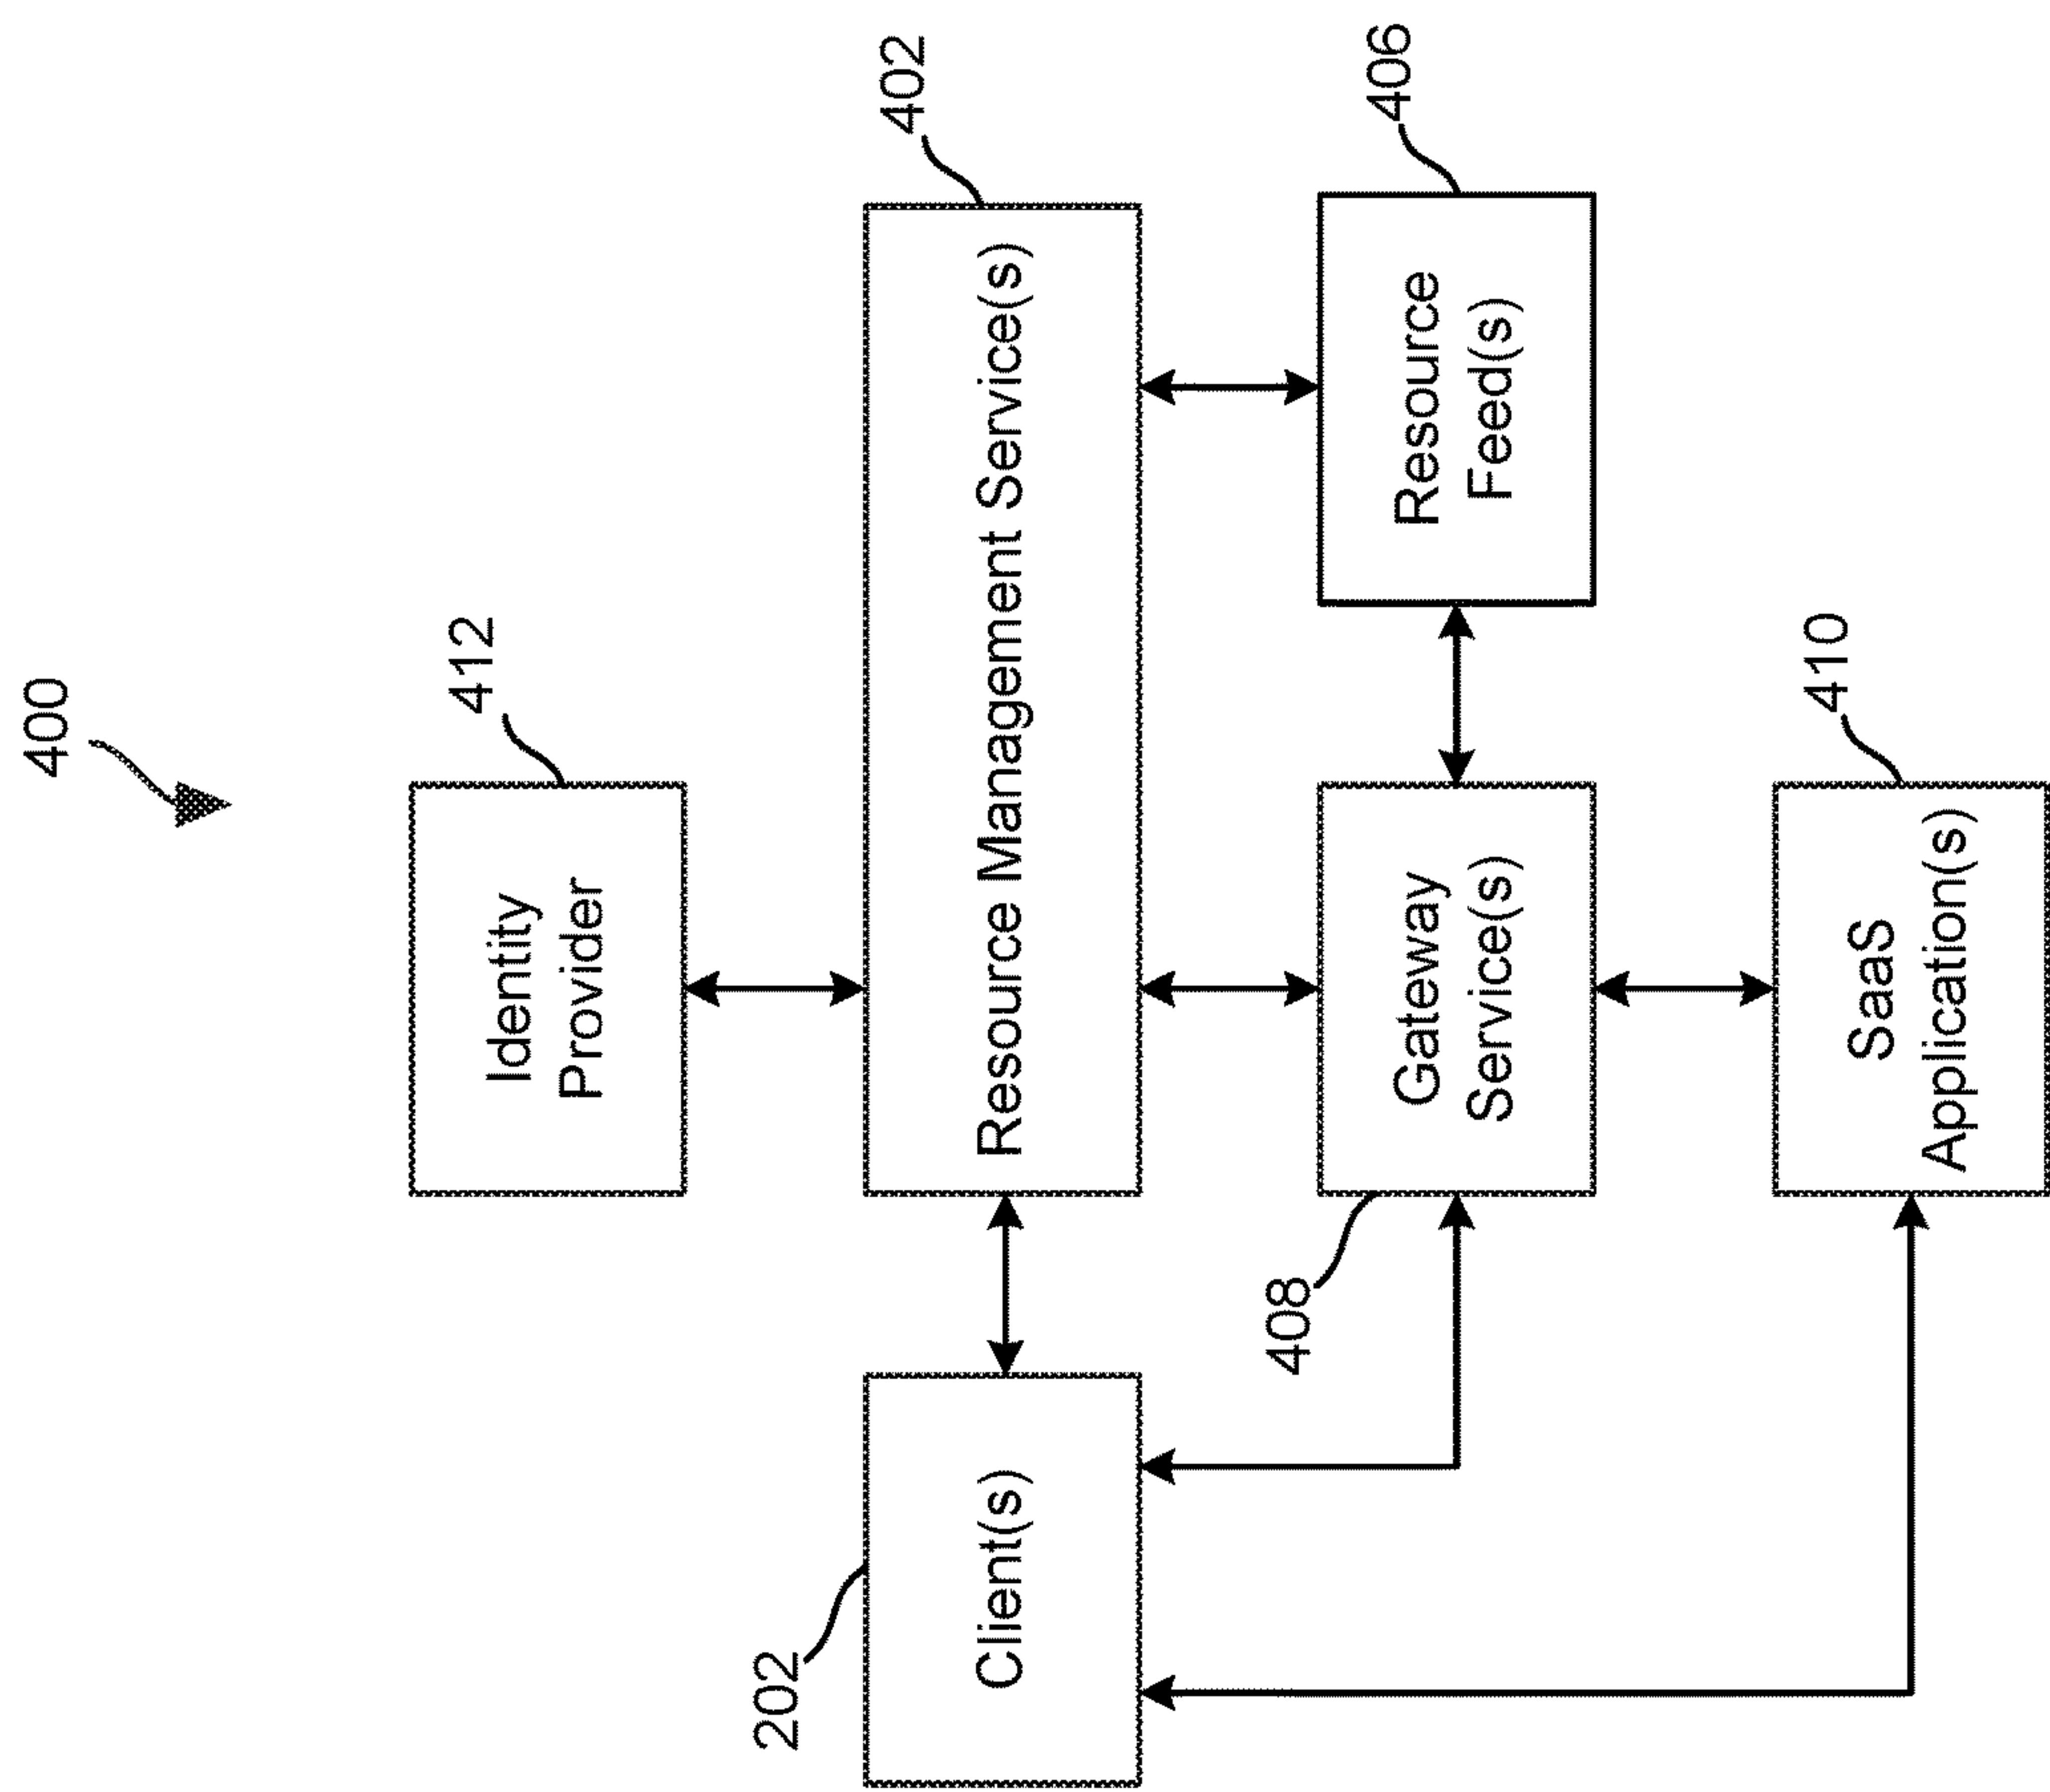 400
412
Identity
Provider
402
Resource Management Service(s)
202
Client(s)
408
Gateway
Service(s)
406
Resource
Feed(s)
410
SaaS
Application(s)